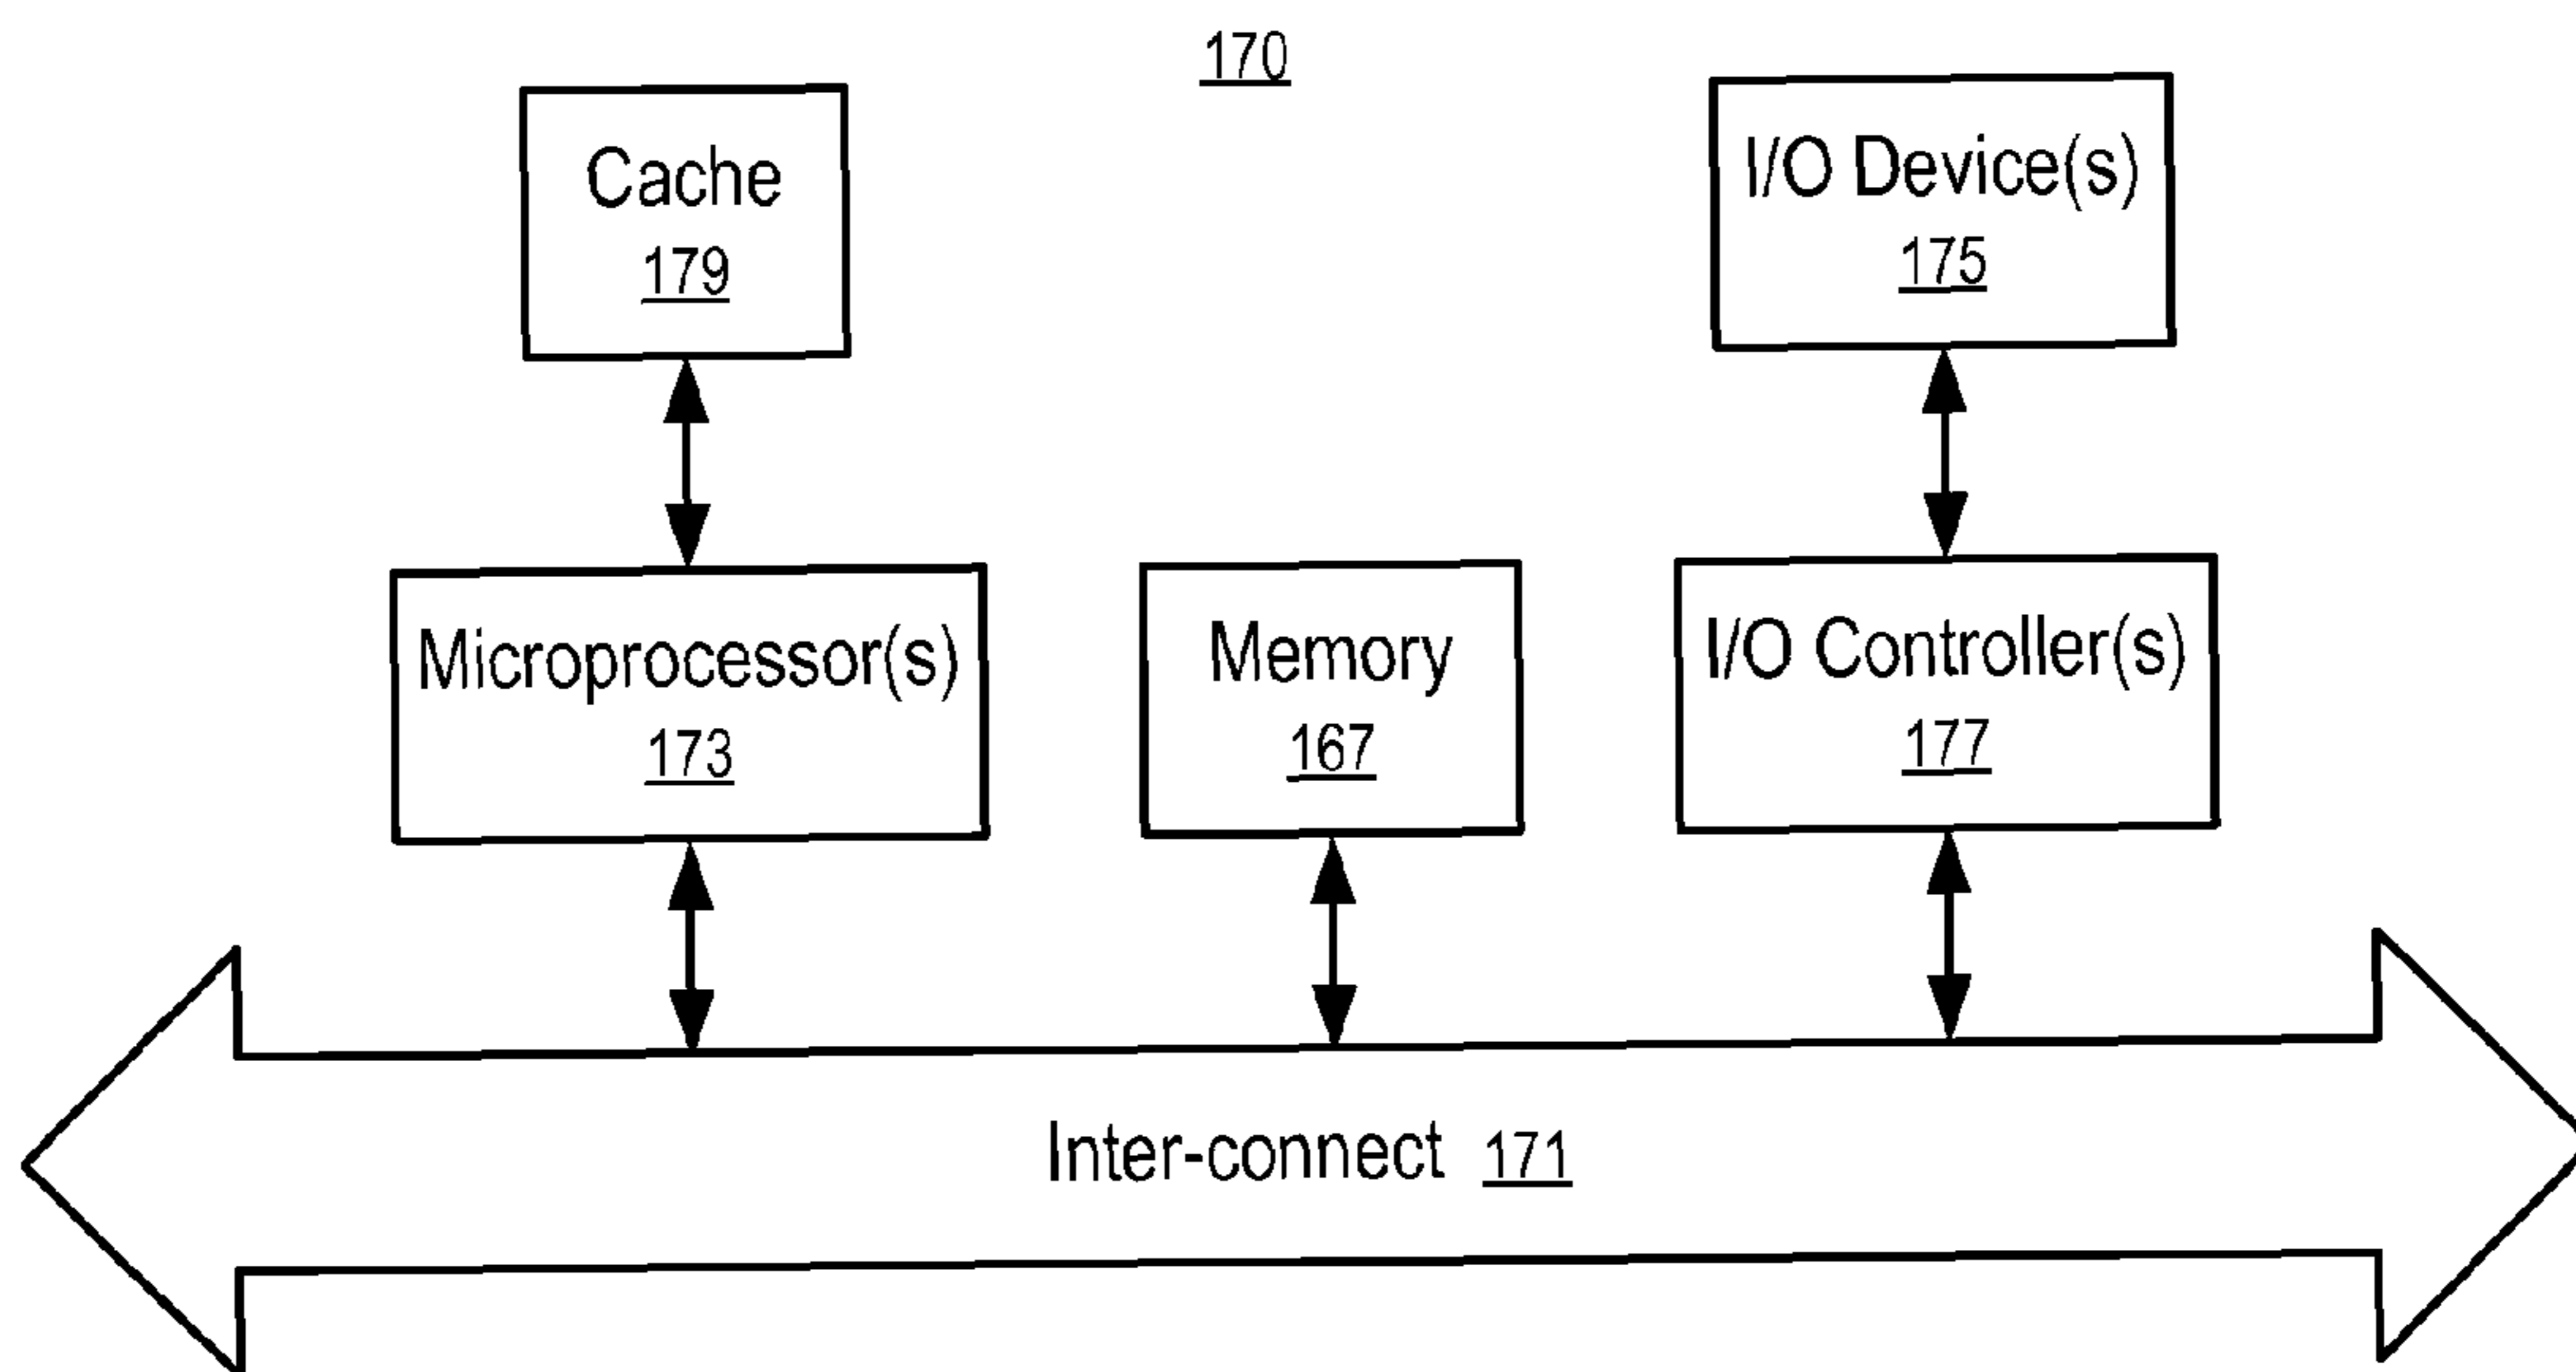 170
Cache
179
I/O Device(s)
175
Microprocessor(s)
173
Memory
167
I/O Controller(s)
177
Inter-connect 171